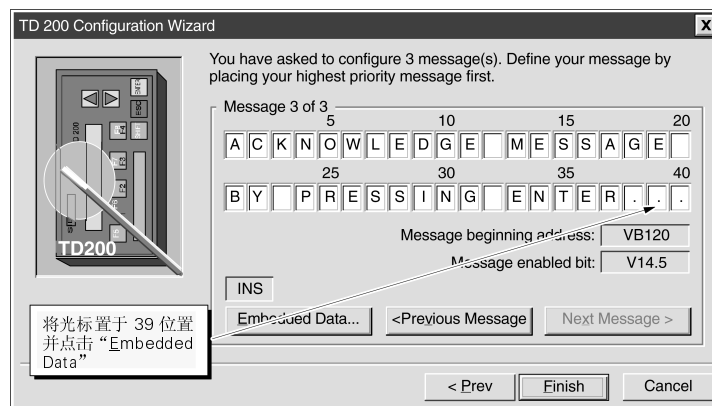 TD 200 Configuration Wizard X
You have asked to configure 3 message(s). Define your message by
placing your highest priority message first.
Message 3 of 3
5 10 15 20
ACKNOWLEDGE MESSAGE
25 30 35 40
BY PRESSING ENTER...
Message beginning address: VB120
Message enabled bit: V14.5
INS
Embedded Data... <Previous Message Next Message >
TD200
将光标置于 39 位置
并点击“Embedded
Data”
< Prev Finish Cancel